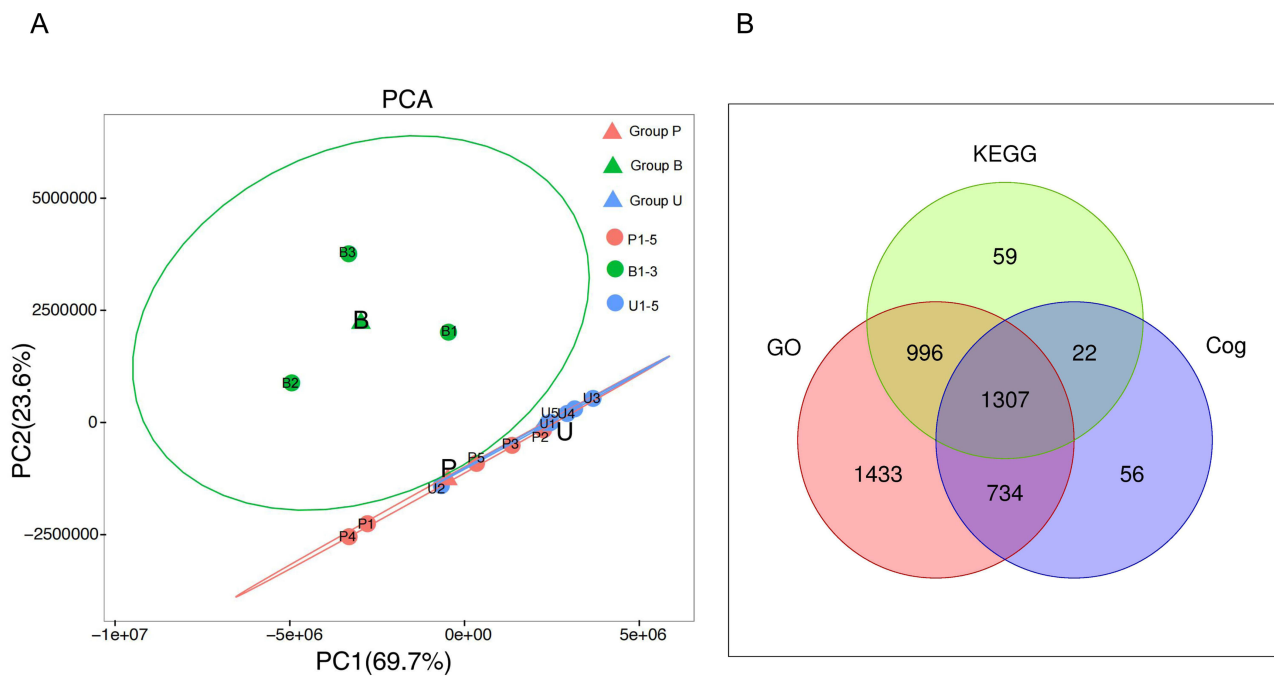 A
B
PCA
Group P
Group B
Group U
P1-5
B1-3
U1-5
5000000
2500000
0
−2500000
PC2(23.6%)
B3
B
B1
B2
U3
U5
U4
U1
U
P2
P3
P5
P
U2
P1
P4
−1e+07
−5e+06
0e+00
5e+06
PC1(69.7%)
KEGG
59
GO
996
22
Cog
1307
1433
734
56